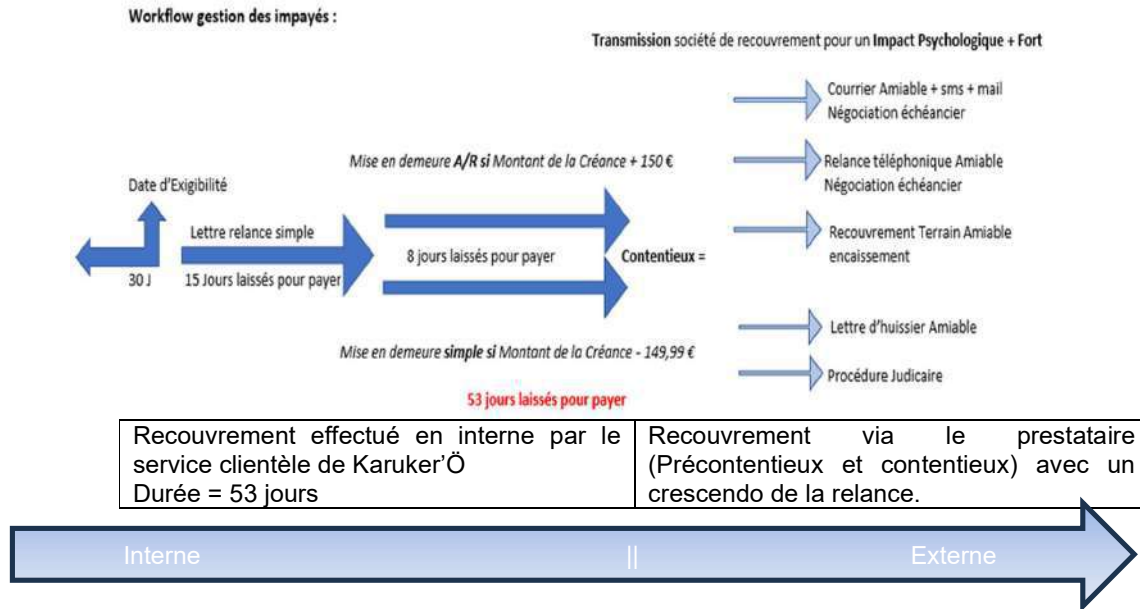 Workflow gestion des impayés :
Transmission société de recouvrement pour un Impact Psychologique + Fort
Courrier Amiable + sms + mail
Négociation échéancier
Mise en demeure A/R si Montant de la Créance + 150 €
Relance téléphonique Amiable
Négociation échéancier
Date d'Exigibilité
Lettre relance simple
30 J
15 Jours laissés pour payer
8 jours laissés pour payer
Contentieux =
Recouvrement Terrain Amiable
encaissement
Lettre d'huissier Amiable
Mise en demeure simple si Montant de la Créance - 149,99 €
Procédure Judicaire
53 jours laissés pour payer
Recouvrement effectué en interne par le
service clientèle de Karuker'Ö
Durée = 53 jours
Recouvrement via le prestataire
(Précontentieux et contentieux) avec un
crescendo de la relance.
Interne || Externe